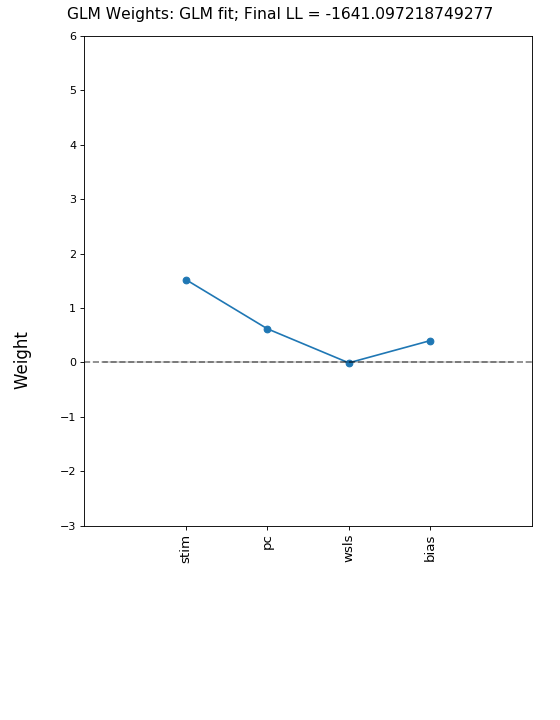 GLM Weights: GLM fit; Final LL = -1641.097218749277
6
5
4
3
2
1
0
−1
−2
−3
Weight
stim
pc
wsls
bias